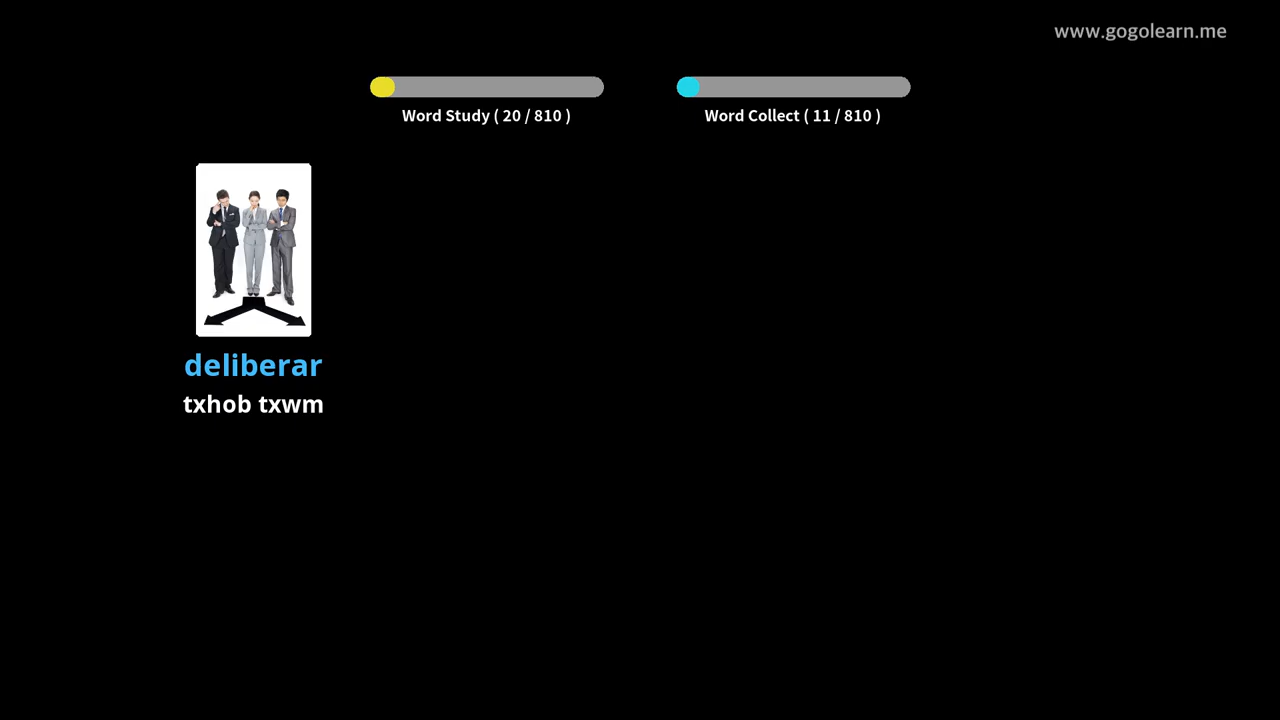 www.gogolearn.me
Word Study ( 20 / 810 )
Word Collect ( 11 / 810 )
deliberar
txhob txwm